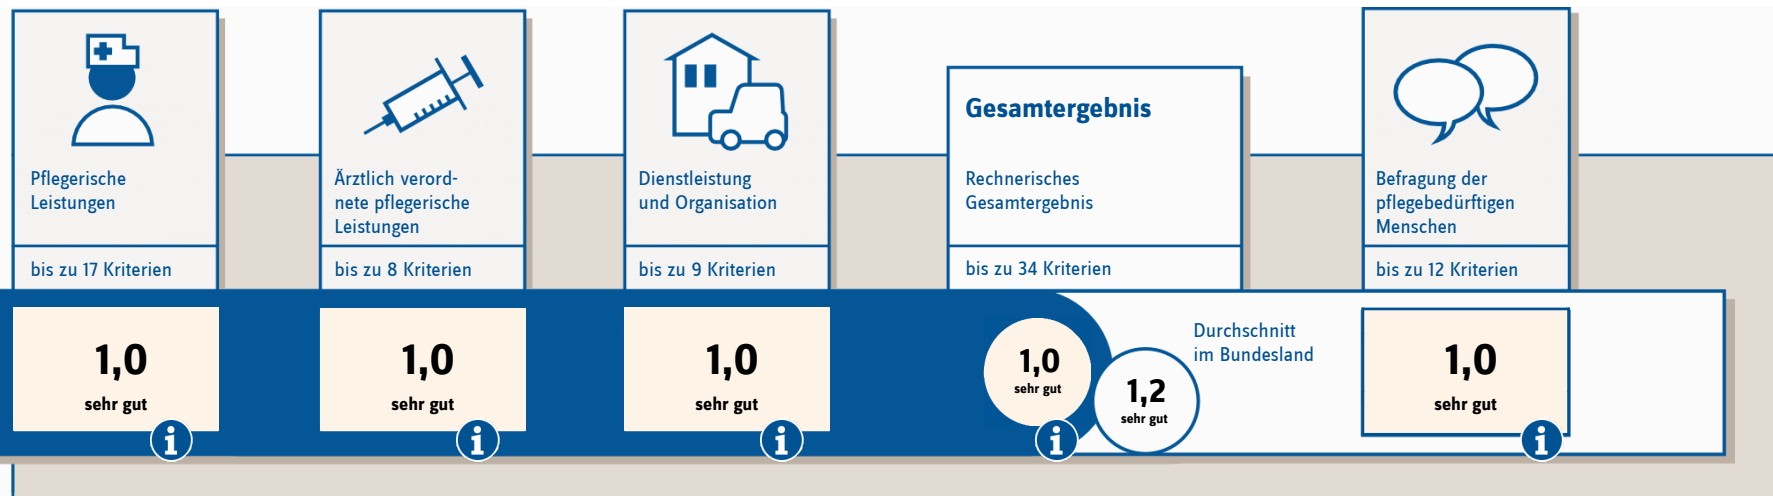 Pflegerische
Leistungen
bis zu 17 Kriterien
1,0
sehr gut
i
Ärztlich verord-
nete pflegerische
Leistungen
bis zu 8 Kriterien
1,0
sehr gut
i
Dienstleistung
und Organisation
bis zu 9 Kriterien
1,0
sehr gut
i
Gesamtergebnis
Rechnerisches
Gesamtergebnis
bis zu 34 Kriterien
1,0
sehr gut
i
1,2
sehr gut
Durchschnitt
im Bundesland
Befragung der
pflegebedürftigen
Menschen
bis zu 12 Kriterien
1,0
sehr gut
i